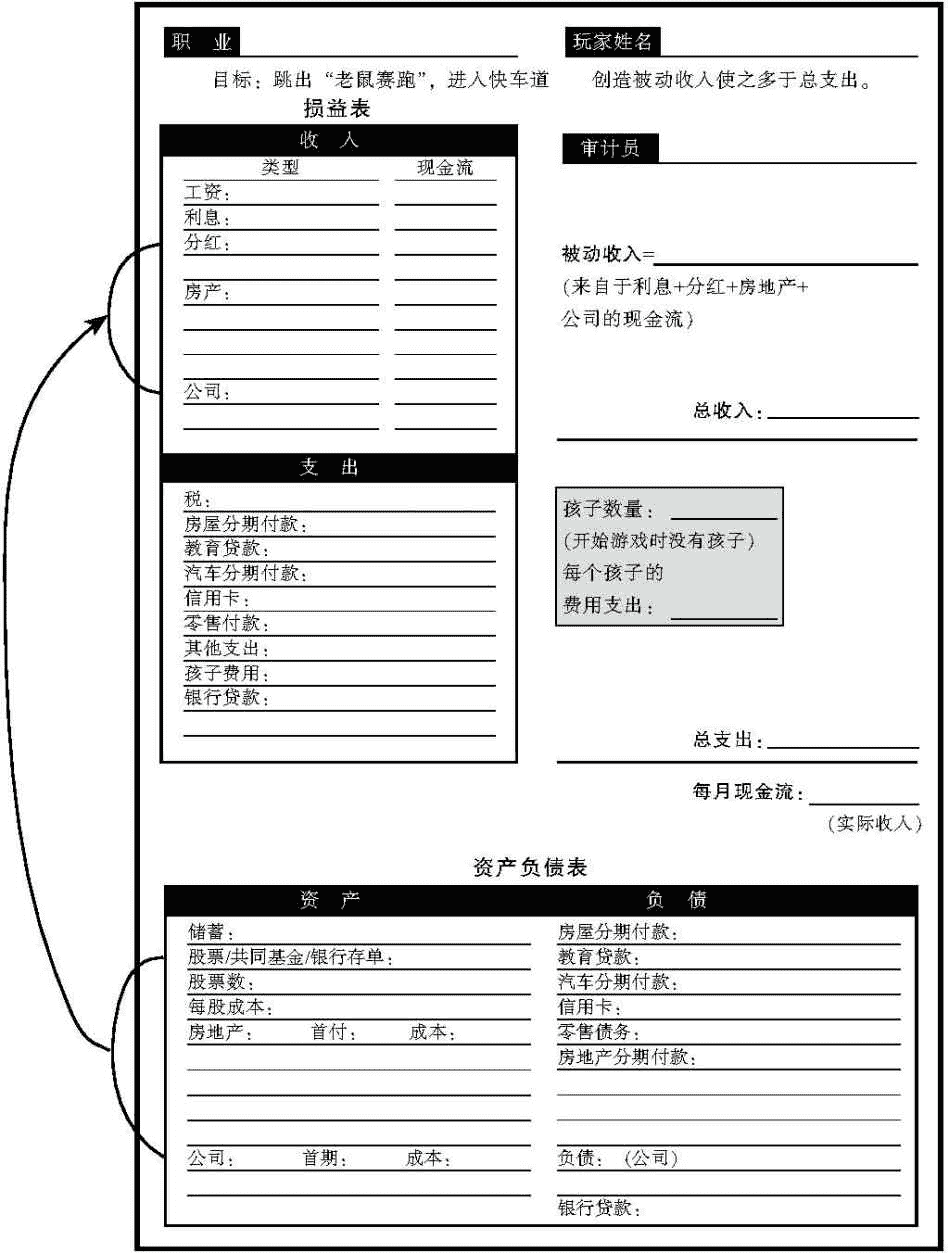 职 业
玩家姓名
目标：跳出“老鼠赛跑”，进入快车道 创造被动收入使之多于总支出。
损益表
收 入
类型 现金流
工资：
利息：
分红：
房产：
公司：
支 出
税：
房屋分期付款：
教育贷款：
汽车分期付款：
信用卡：
零售付款：
其他支出：
孩子费用：
银行贷款：
审计员
被动收入=
(来自于利息+分红+房地产+
公司的现金流)
总收入：
孩子数量：
(开始游戏时没有孩子)
每个孩子的
费用支出：
总支出：
每月现金流：
(实际收入)
资产负债表
资 产
储蓄：
股票/共同基金/银行存单：
股票数：
每股成本：
房地产： 首付： 成本：
公司： 首期： 成本：
负 债
房屋分期付款：
教育贷款：
汽车分期付款：
信用卡：
零售债务：
房地产分期付款：
负债：(公司)
银行贷款：